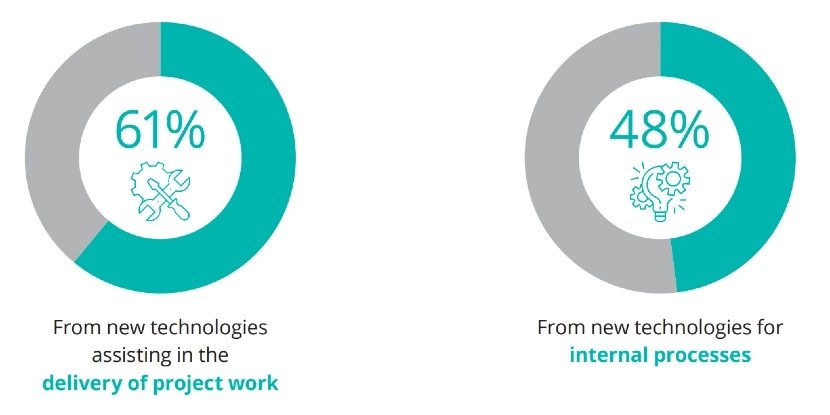 61%
From new technologies
assisting in the
delivery of project work
48%
From new technologies for
internal processes